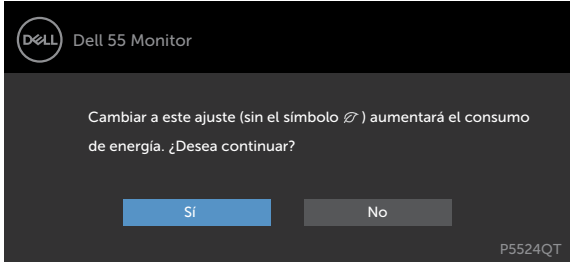 DELL
Dell 55 Monitor
Cambiar a este ajuste (sin el símbolo ) aumentará el consumo
de energía. ¿Desea continuar?
Sí
No
P5524QT